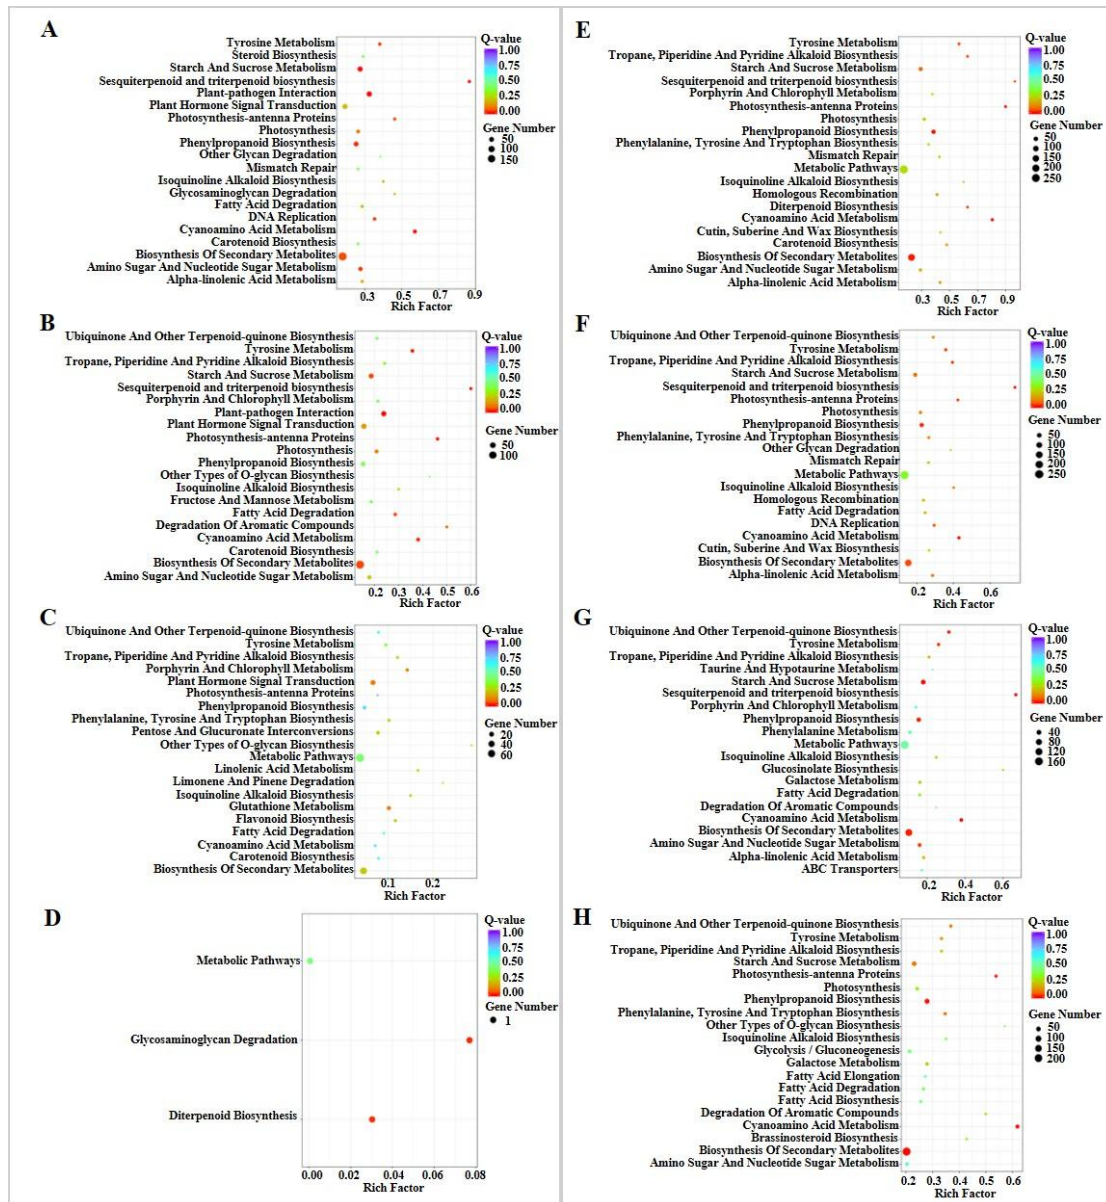 A
Tyrosine Metabolism
Steroid Biosynthesis
Starch And Sucrose Metabolism
Sesquiterpenoid and triterpenoid biosynthesis
Plant-pathogen Interaction
Plant Hormone Signal Transduction
Photosynthesis-antenna Proteins
Photosynthesis
Phenylpropanoid Biosynthesis
Other Glycan Degradation
Mismatch Repair
Isoquinoline Alkaloid Biosynthesis
Glycosaminoglycan Degradation
Fatty Acid Degradation
DNA Replication
Cyanoamino Acid Metabolism
Carotenoid Biosynthesis
Biosynthesis Of Secondary Metabolites
Amino Sugar And Nucleotide Sugar Metabolism
Alpha-linolenic Acid Metabolism
0.3 0.5 0.7 0.9
Rich Factor
Q-value
1.00
0.75
0.50
0.25
0.00
Gene Number
50
100
150
B
Ubiquinone And Other Terpenoid-quinone Biosynthesis
Tyrosine Metabolism
Tropane, Piperidine And Pyridine Alkaloid Biosynthesis
Starch And Sucrose Metabolism
Sesquiterpenoid and triterpenoid biosynthesis
Porphyrin And Chlorophyll Metabolism
Plant-pathogen Interaction
Plant Hormone Signal Transduction
Photosynthesis-antenna Proteins
Photosynthesis
Phenylpropanoid Biosynthesis
Other Types of O-glycan Biosynthesis
Isoquinoline Alkaloid Biosynthesis
Fructose And Mannose Metabolism
Fatty Acid Degradation
Degradation Of Aromatic Compounds
Cyanoamino Acid Metabolism
Carotenoid Biosynthesis
Biosynthesis Of Secondary Metabolites
Amino Sugar And Nucleotide Sugar Metabolism
0.2 0.3 0.4 0.5 0.6
Rich Factor
Q-value
1.00
0.75
0.50
0.25
0.00
Gene Number
50
100
C
Ubiquinone And Other Terpenoid-quinone Biosynthesis
Tyrosine Metabolism
Tropane, Piperidine And Pyridine Alkaloid Biosynthesis
Porphyrin And Chlorophyll Metabolism
Plant Hormone Signal Transduction
Photosynthesis-antenna Proteins
Phenylpropanoid Biosynthesis
Phenylalanine, Tyrosine And Tryptophan Biosynthesis
Pentose And Glucuronate Interconversions
Other Types of O-glycan Biosynthesis
Metabolic Pathways
Linolenic Acid Metabolism
Limonene And Pinene Degradation
Isoquinoline Alkaloid Biosynthesis
Glutathione Metabolism
Flavonoid Biosynthesis
Fatty Acid Degradation
Cyanoamino Acid Metabolism
Carotenoid Biosynthesis
Biosynthesis Of Secondary Metabolites
0.1 0.2
Rich Factor
Q-value
1.00
0.75
0.50
0.25
0.00
Gene Number
20
40
60
D
Metabolic Pathways
Glycosaminoglycan Degradation
Diterpenoid Biosynthesis
0.00 0.02 0.04 0.06 0.08
Rich Factor
Q-value
1.00
0.75
0.50
0.25
0.00
Gene Number
1
E
Tyrosine Metabolism
Tropane, Piperidine And Pyridine Alkaloid Biosynthesis
Starch And Sucrose Metabolism
Sesquiterpenoid and triterpenoid biosynthesis
Porphyrin And Chlorophyll Metabolism
Photosynthesis-antenna Proteins
Photosynthesis
Phenylpropanoid Biosynthesis
Phenylalanine, Tyrosine And Tryptophan Biosynthesis
Mismatch Repair
Metabolic Pathways
Isoquinoline Alkaloid Biosynthesis
Homologous Recombination
Diterpenoid Biosynthesis
Cyanoamino Acid Metabolism
Cutin, Suberine And Wax Biosynthesis
Carotenoid Biosynthesis
Biosynthesis Of Secondary Metabolites
Amino Sugar And Nucleotide Sugar Metabolism
Alpha-linolenic Acid Metabolism
0.3 0.5 0.7 0.9
Rich Factor
Q-value
1.00
0.75
0.50
0.25
0.00
Gene Number
50
100
150
200
250
F
Ubiquinone And Other Terpenoid-quinone Biosynthesis
Tyrosine Metabolism
Tropane, Piperidine And Pyridine Alkaloid Biosynthesis
Starch And Sucrose Metabolism
Sesquiterpenoid and triterpenoid biosynthesis
Photosynthesis-antenna Proteins
Photosynthesis
Phenylpropanoid Biosynthesis
Phenylalanine, Tyrosine And Tryptophan Biosynthesis
Other Glycan Degradation
Mismatch Repair
Metabolic Pathways
Isoquinoline Alkaloid Biosynthesis
Homologous Recombination
Fatty Acid Degradation
DNA Replication
Cyanoamino Acid Metabolism
Cutin, Suberine And Wax Biosynthesis
Biosynthesis Of Secondary Metabolites
Alpha-linolenic Acid Metabolism
0.2 0.4 0.6
Rich Factor
Q-value
1.00
0.75
0.50
0.25
0.00
Gene Number
50
100
150
200
250
G
Ubiquinone And Other Terpenoid-quinone Biosynthesis
Tyrosine Metabolism
Tropane, Piperidine And Pyridine Alkaloid Biosynthesis
Taurine And Hypotaurine Metabolism
Starch And Sucrose Metabolism
Sesquiterpenoid and triterpenoid biosynthesis
Porphyrin And Chlorophyll Metabolism
Phenylpropanoid Biosynthesis
Phenylalanine Metabolism
Metabolic Pathways
Isoquinoline Alkaloid Biosynthesis
Glucosinolate Biosynthesis
Galactose Metabolism
Fatty Acid Degradation
Degradation Of Aromatic Compounds
Cyanoamino Acid Metabolism
Biosynthesis Of Secondary Metabolites
Amino Sugar And Nucleotide Sugar Metabolism
Alpha-linolenic Acid Metabolism
ABC Transporters
0.2 0.4 0.6
Rich Factor
Q-value
1.00
0.75
0.50
0.25
0.00
Gene Number
40
80
120
160
H
Ubiquinone And Other Terpenoid-quinone Biosynthesis
Tyrosine Metabolism
Tropane, Piperidine And Pyridine Alkaloid Biosynthesis
Starch And Sucrose Metabolism
Photosynthesis-antenna Proteins
Photosynthesis
Phenylpropanoid Biosynthesis
Phenylalanine, Tyrosine And Tryptophan Biosynthesis
Other Types of O-glycan Biosynthesis
Isoquinoline Alkaloid Biosynthesis
Glycolysis / Gluconeogenesis
Galactose Metabolism
Fatty Acid Elongation
Fatty Acid Degradation
Fatty Acid Biosynthesis
Degradation Of Aromatic Compounds
Cyanoamino Acid Metabolism
Brassinosteroid Biosynthesis
Biosynthesis Of Secondary Metabolites
Amino Sugar And Nucleotide Sugar Metabolism
0.2 0.3 0.4 0.5 0.6
Rich Factor
Q-value
1.00
0.75
0.50
0.25
0.00
Gene Number
50
100
150
200